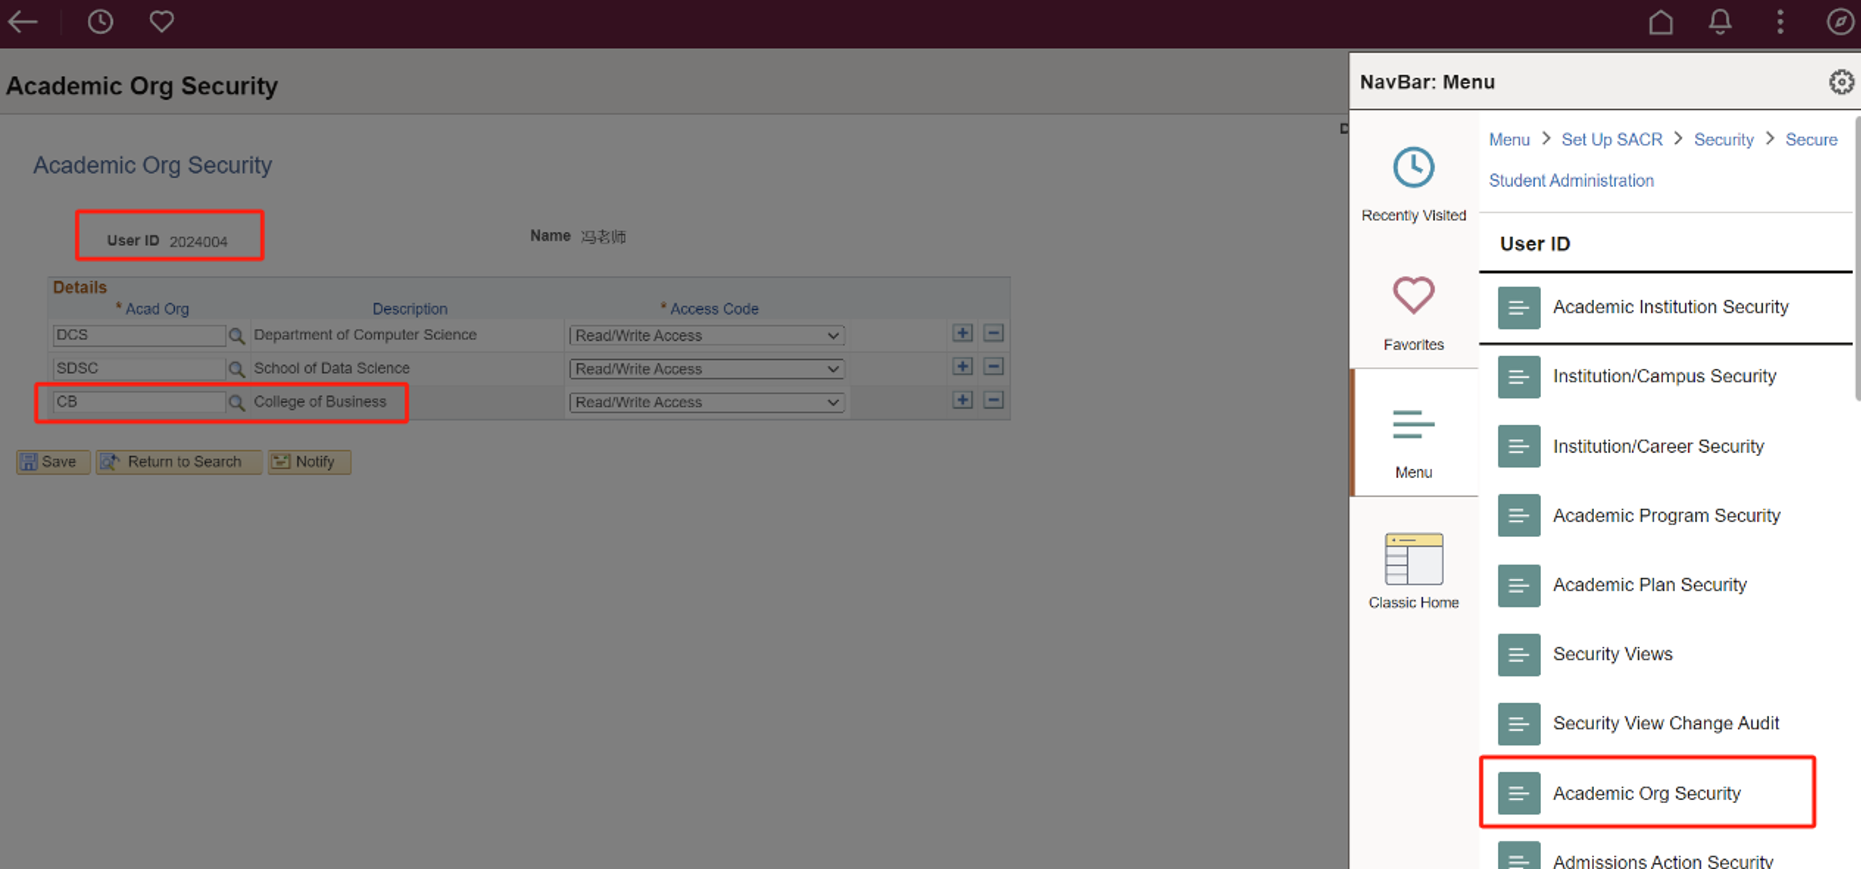 Academic Org Security
Academic Org Security
User ID 2024004
Name 冯老师
Details
* Acad Org Description * Access Code
DCS Department of Computer Science Read/Write Access
SDSC School of Data Science Read/Write Access
CB College of Business Read/Write Access
Save Return to Search Notify
D
NavBar: Menu
Recently Visited
Favorites
Menu
Classic Home
Menu > Set Up SACR > Security > Secure
Student Administration
User ID
Academic Institution Security
Institution/Campus Security
Institution/Career Security
Academic Program Security
Academic Plan Security
Security Views
Security View Change Audit
Academic Org Security
Admissions Action Security